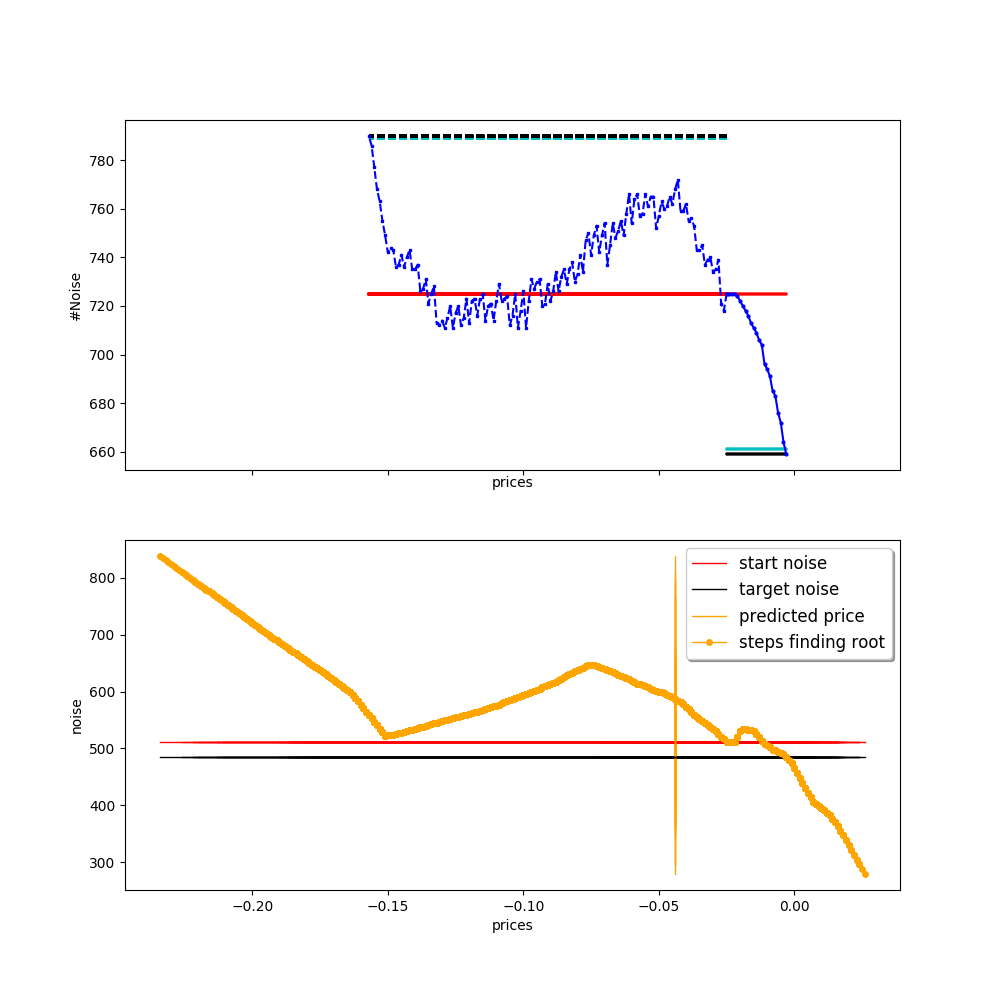 780
760
740
720
700
680
660
#Noise
prices
800
700
600
500
400
300
noise
start noise
target noise
predicted price
steps finding root
−0.20 −0.15 −0.10 −0.05 0.00
prices